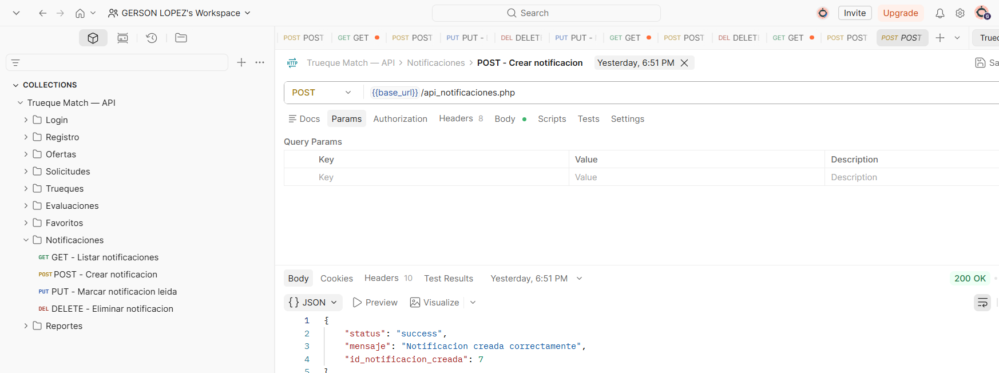 GERSON LOPEZ's Workspace
Search
Invite
Upgrade
POST POST
GET GET
POST POST
PUT PUT -
DEL DELET
PUT PUT -
GET GET
POST POST
DEL DELET
GET GET
POST POST
POST POST
Trueq
COLLECTIONS
Trueque Match — API
Login
Registro
Ofertas
Solicitudes
Trueques
Evaluaciones
Favoritos
Notificaciones
GET GET - Listar notificaciones
POST POST - Crear notificacion
PUT PUT - Marcar notificacion leida
DEL DELETE - Eliminar notificacion
Reportes
HTTP Trueque Match — API > Notificaciones > POST - Crear notificacion
Yesterday, 6:51 PM
Sa
POST
{{base_url}} /api_notificaciones.php
Docs
Params
Authorization
Headers 8
Body
Scripts
Tests
Settings
Query Params
Key Value Description
Key Value Description
Body
Cookies
Headers 10
Test Results
Yesterday, 6:51 PM
200 OK
{} JSON
Preview
Visualize
1 {
2 "status": "success",
3 "mensaje": "Notificacion creada correctamente",
4 "id_notificacion_creada": 7
5 }